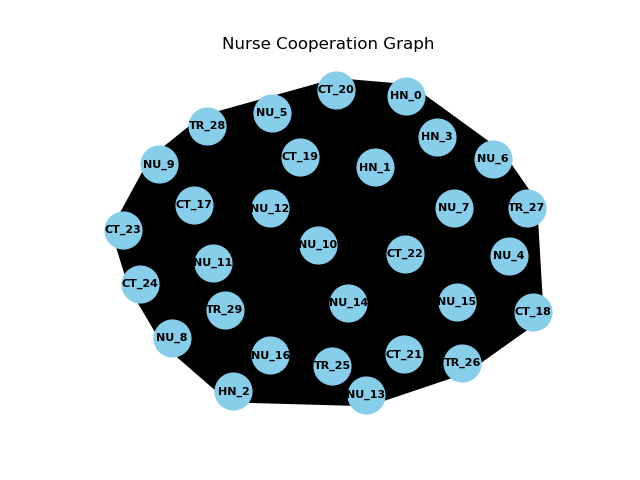 Nurse Cooperation Graph
CT_20
HN_0
NU_5
TR_28
HN_3
CT_19
NU_6
NU_9
HN_1
CT_17
NU_12
NU_7
TR_27
CT_23
NU_10
CT_22
NU_4
NU_11
CT_24
NU_14
NU_15
TR_29
CT_18
NU_8
CT_21
NU_16
TR_26
TR_25
HN_2
NU_13